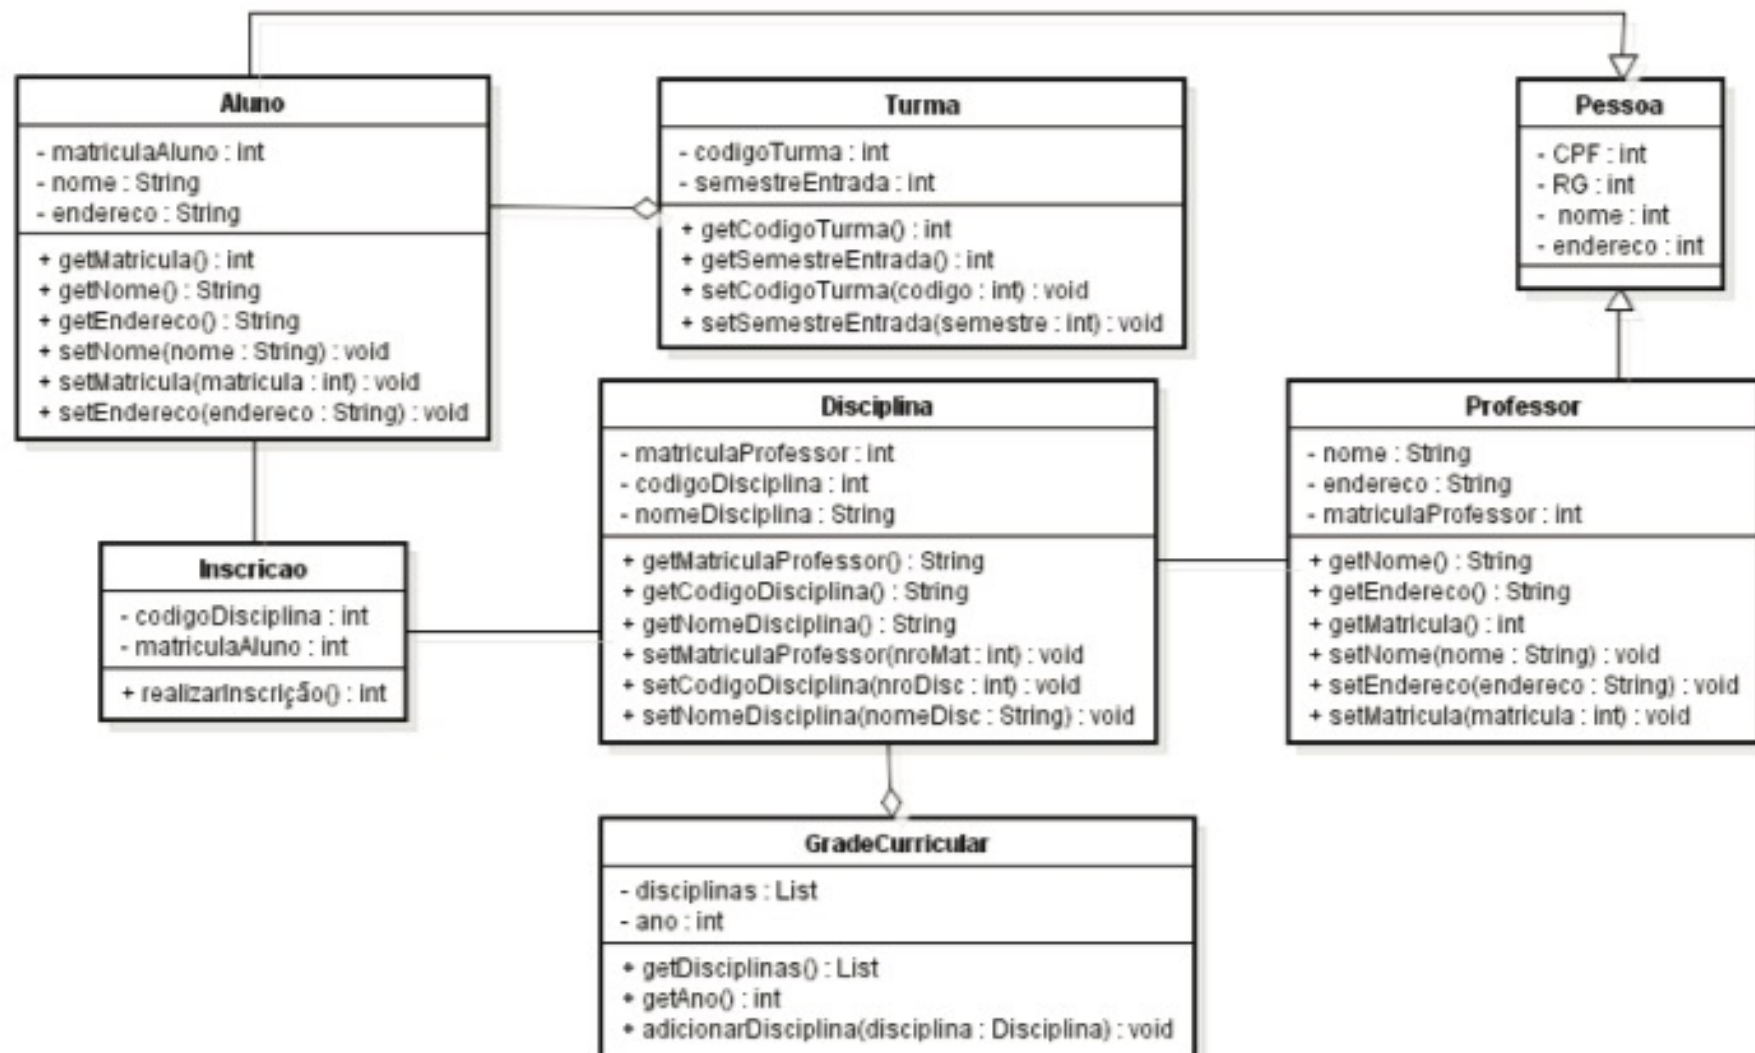 Aluno
- matriculaAluno : int
- nome : String
- endereco : String
+ getMatricula() : int
+ getNome() : String
+ getEndereco() : String
+ setNome(nome : String) : void
+ setMatricula(matricula : int) : void
+ setEndereco(endereco : String) : void
Turma
- codigoTurma : int
- semestreEntrada : int
+ getCodigoTurma() : int
+ getSemestreEntrada() : int
+ setCodigoTurma(codigo : int) : void
+ setSemestreEntrada(semestre : int) : void
Pessoa
- CPF : int
- RG : int
- nome : int
- endereco : int
Inscricao
- codigoDisciplina : int
- matriculaAluno : int
+ realizarInscrição() : int
Disciplina
- matriculaProfessor : int
- codigoDisciplina : int
- nomeDisciplina : String
+ getMatriculaProfessor() : String
+ getCodigoDisciplina() : String
+ getNomeDisciplina() : String
+ setMatriculaProfessor(nroMat : int) : void
+ setCodigoDisciplina(nroDisc : int) : void
+ setNomeDisciplina(nomeDisc : String) : void
Professor
- nome : String
- endereco : String
- matriculaProfessor : int
+ getNome() : String
+ getEndereco() : String
+ getMatricula() : int
+ setNome(nome : String) : void
+ setEndereco(endereco : String) : void
+ setMatricula(matricula : int) : void
GradeCurricular
- disciplinas : List
- ano : int
+ getDisciplinas() : List
+ getAno() : int
+ adicionarDisciplina(disciplina : Disciplina) : void